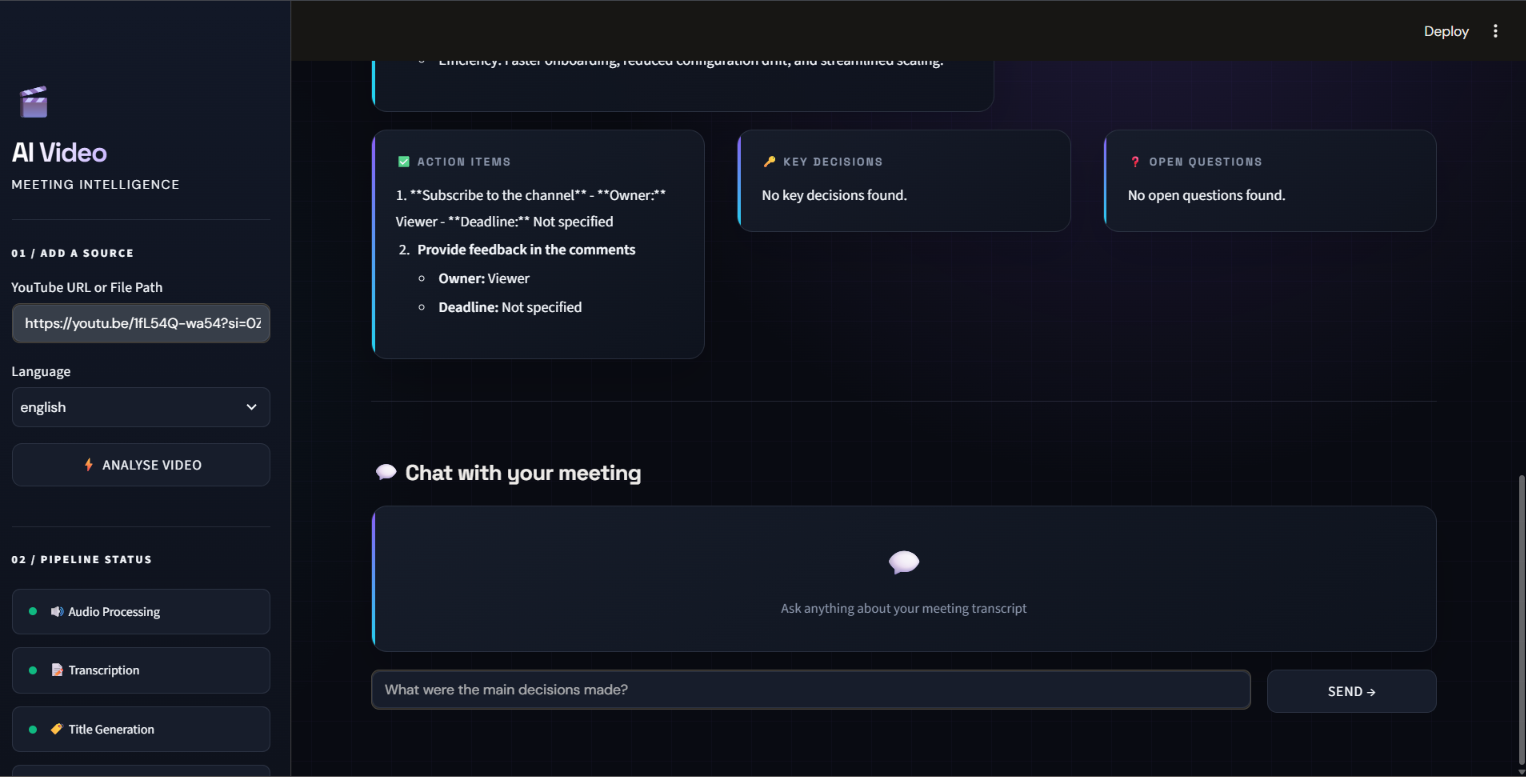 Deploy
AI Video
MEETING INTELLIGENCE
01 / ADD A SOURCE
YouTube URL or File Path
https://youtu.be/1fL54Q-wa54?si=OZ
Language
english
ANALYSE VIDEO
02 / PIPELINE STATUS
Audio Processing
Transcription
Title Generation
Efficiency: Faster onboarding, reduced configuration drift, and streamlined scaling.
ACTION ITEMS
1. **Subscribe to the channel** - **Owner:**
Viewer - **Deadline:** Not specified
2. Provide feedback in the comments
Owner: Viewer
Deadline: Not specified
KEY DECISIONS
No key decisions found.
OPEN QUESTIONS
No open questions found.
Chat with your meeting
Ask anything about your meeting transcript
What were the main decisions made?
SEND →